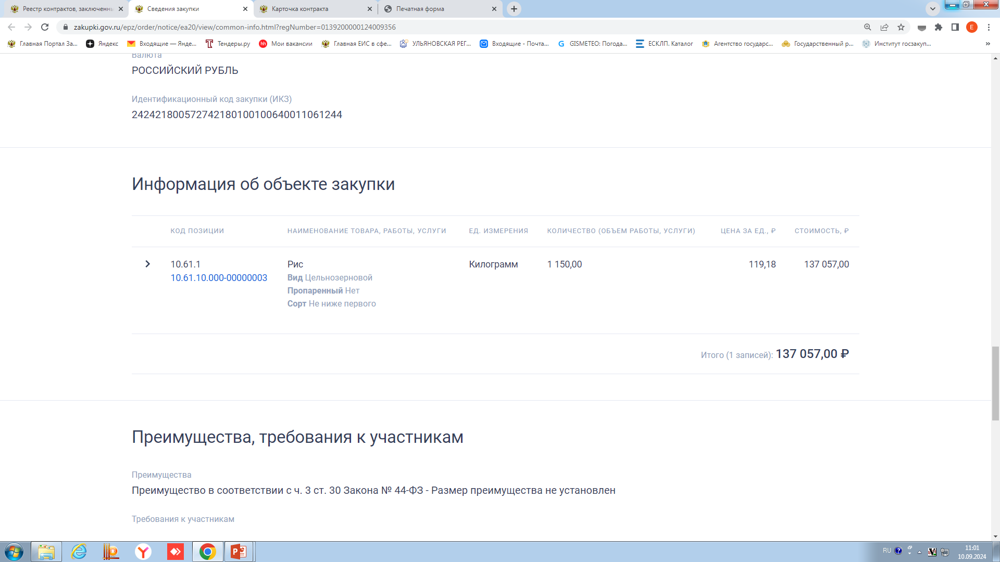 Реестр контрактов, заключенны
Сведения закупки
Карточка контракта
Печатная форма
zakupki.gov.ru/epz/order/notice/ea20/view/common-info.html?regNumber=0139200000124009356
E
Главная Портал За...
Яндекс
Входящие — Янде...
Тендеры.ру
Мои вакансии
Главная ЕИС в сфе...
УЛЬЯНОВСКАЯ РЕГ...
Входящие - Почта...
GISMETEO: Погода...
ЕСКЛП. Каталог
Агентство государс...
Государственный р...
Институт госзакуп...
»
Валюта
РОССИЙСКИЙ РУБЛЬ
Идентификационный код закупки (ИКЗ)
242421800572742180100100640011061244
Информация об объекте закупки
КОД ПОЗИЦИИ НАИМЕНОВАНИЕ ТОВАРА, РАБОТЫ, УСЛУГИ ЕД. ИЗМЕРЕНИЯ КОЛИЧЕСТВО (ОБЪЕМ РАБОТЫ, УСЛУГИ) ЦЕНА ЗА ЕД., ₽ СТОИМОСТЬ, ₽
10.61.1 Рис Килограмм 1 150,00 119,18 137 057,00
10.61.10.000-00000003 Вид Цельнозерновой
Пропаренный Нет
Сорт Не ниже первого
Итого (1 записей): 137 057,00 ₽
Преимущества, требования к участникам
Преимущества
Преимущество в соответствии с ч. 3 ст. 30 Закона № 44-ФЗ - Размер преимущества не установлен
Требования к участникам
RU
11:01
10.09.2024